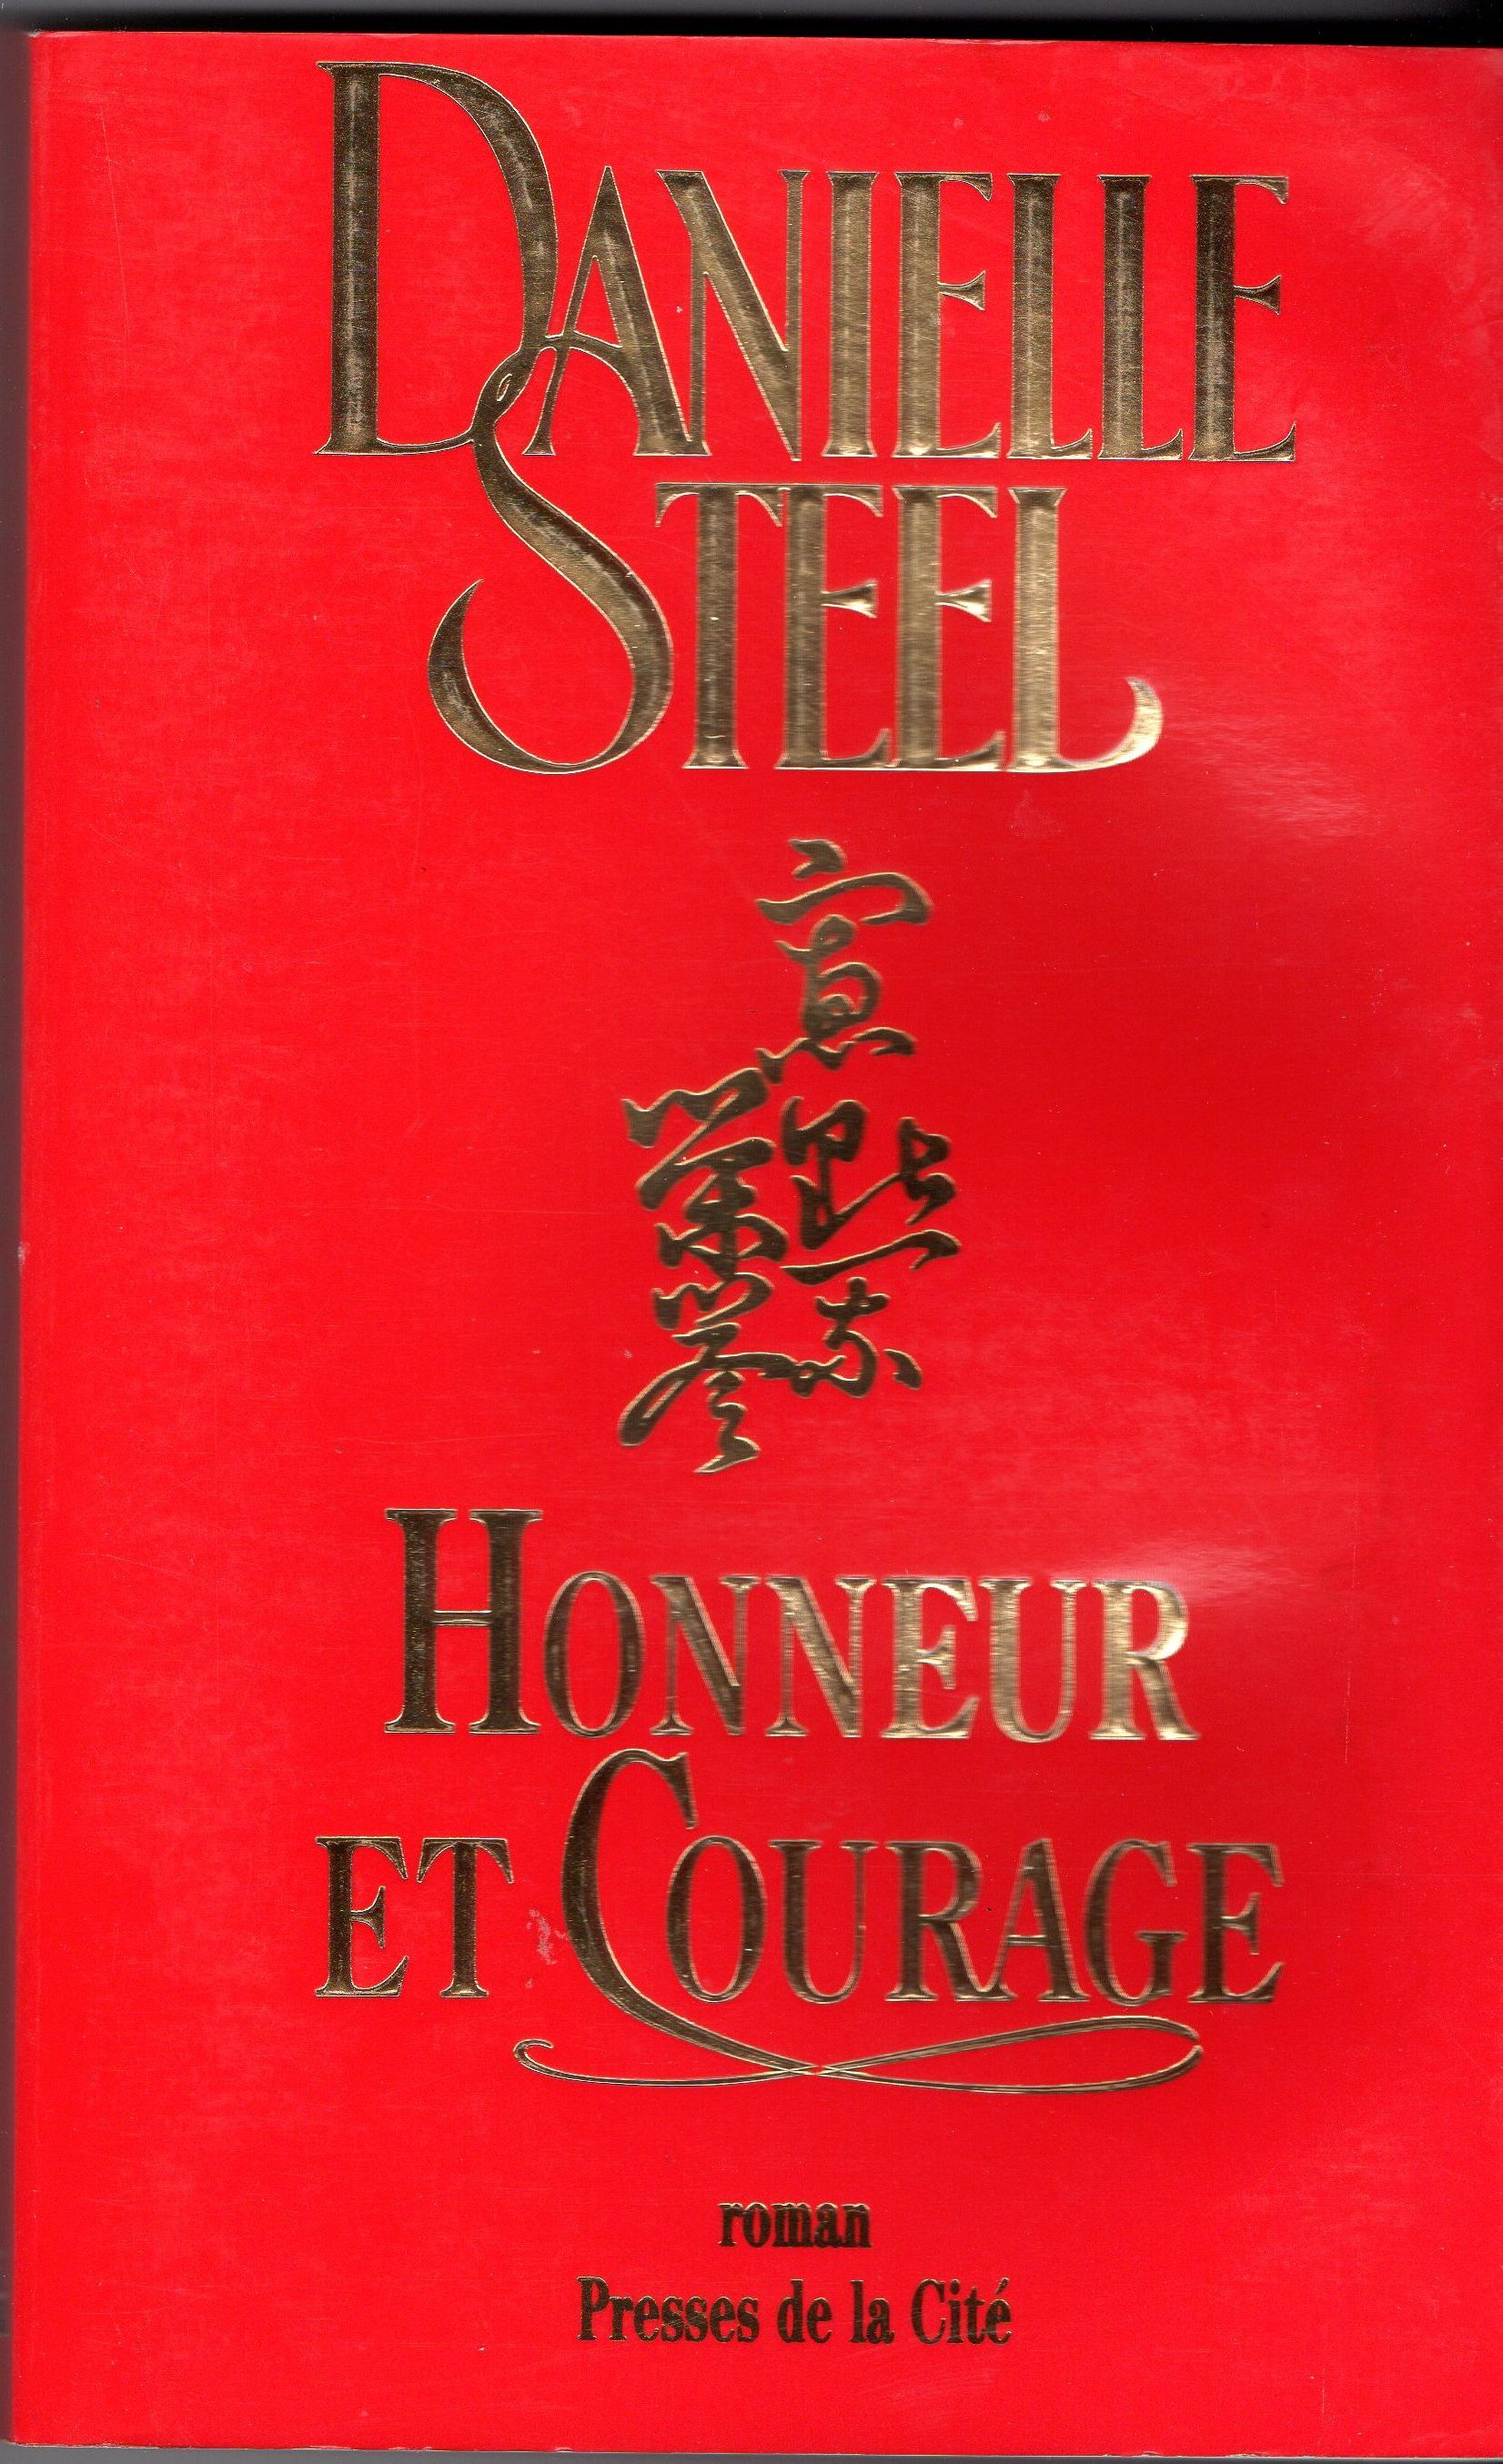 DANIELLE
STEEL
HONNEUR
ET COURAGE
roman
Presses de la Cité